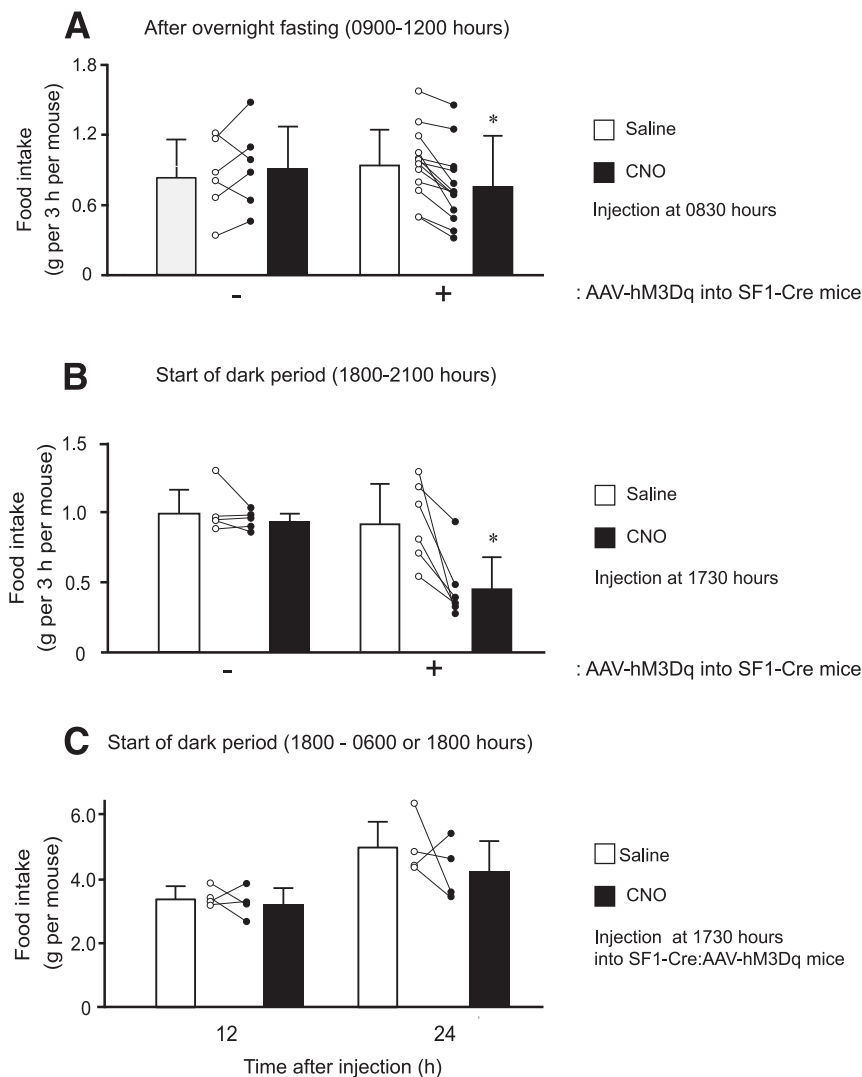 A
After overnight fasting (0900-1200 hours)
Food intake
(g per 3 h per mouse)
1.8
1.2
0.6
0
*
Saline
CNO
Injection at 0830 hours
- + : AAV-hM3Dq into SF1-Cre mice
B
Start of dark period (1800-2100 hours)
Food intake
(g per 3 h per mouse)
1.5
1.0
0.5
0
*
Saline
CNO
Injection at 1730 hours
- + : AAV-hM3Dq into SF1-Cre mice
C
Start of dark period (1800 - 0600 or 1800 hours)
Food intake
(g per mouse)
6.0
4.0
2.0
0
Saline
CNO
Injection at 1730 hours
into SF1-Cre:AAV-hM3Dq mice
12 24
Time after injection (h)